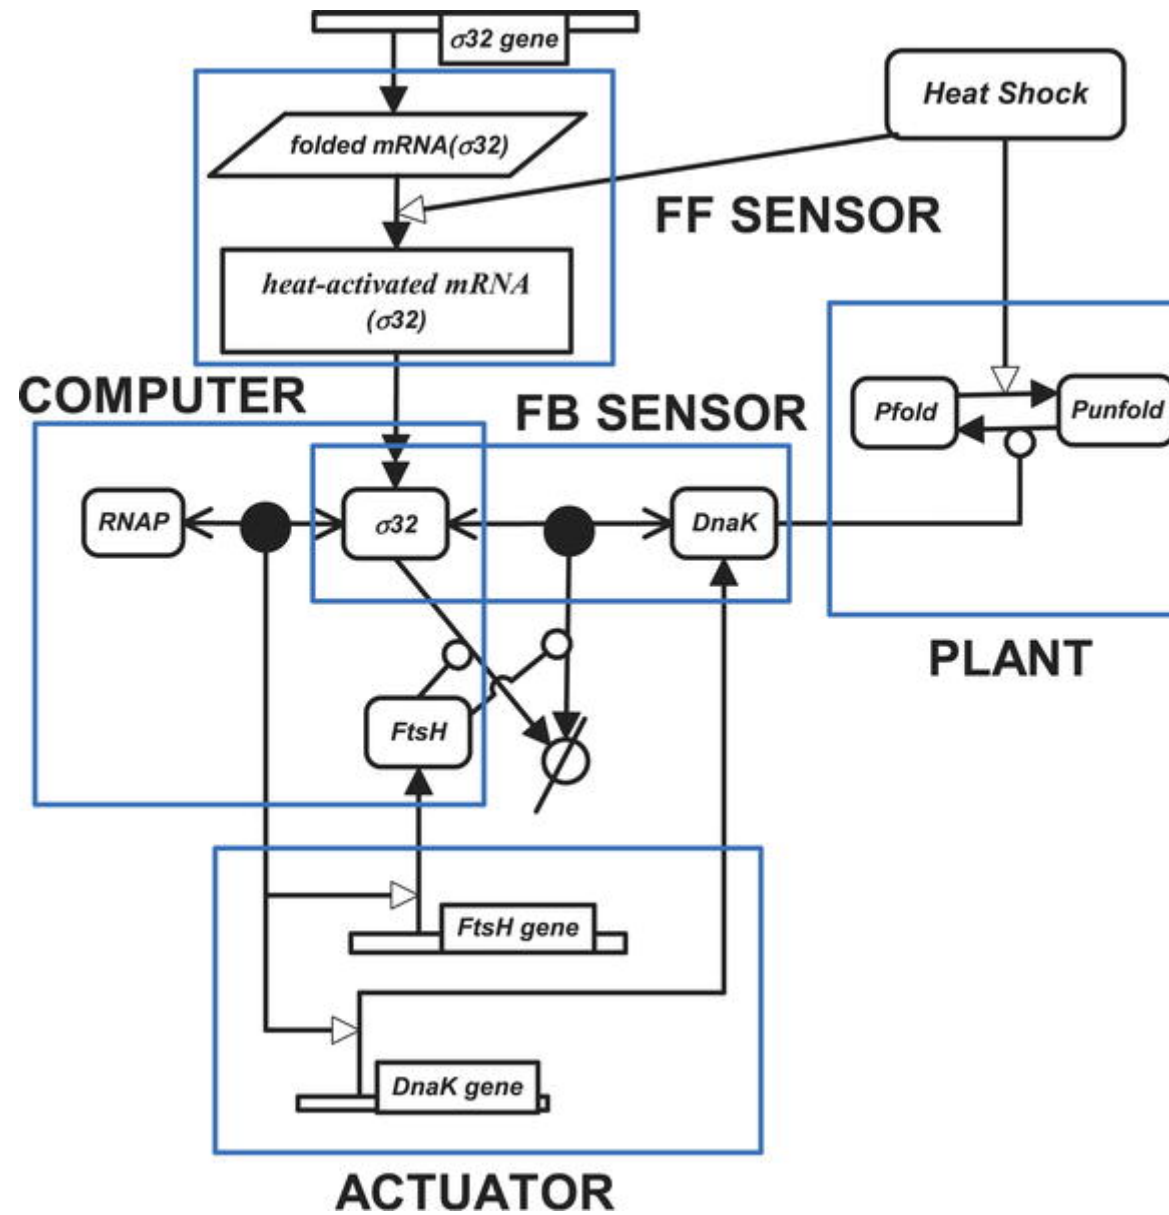 σ32 gene
Heat Shock
folded mRNA(σ32)
FF SENSOR
heat-activated mRNA
(σ32)
COMPUTER
FB SENSOR
Pfold
Punfold
RNAP
σ32
DnaK
PLANT
FtsH
FtsH gene
DnaK gene
ACTUATOR